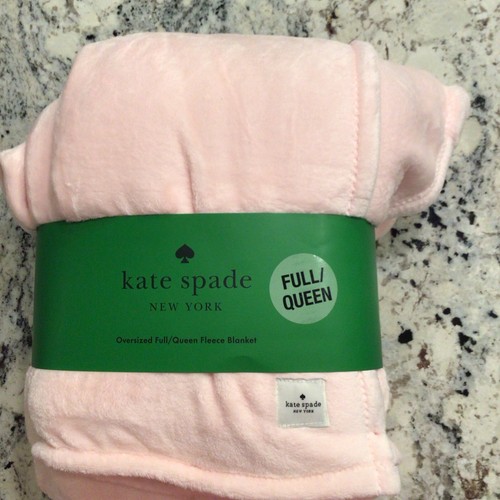 kate spade
NEW YORK
FULL/
QUEEN
Oversized Full/Queen Fleece Blanket
kate spade
NEW YORK